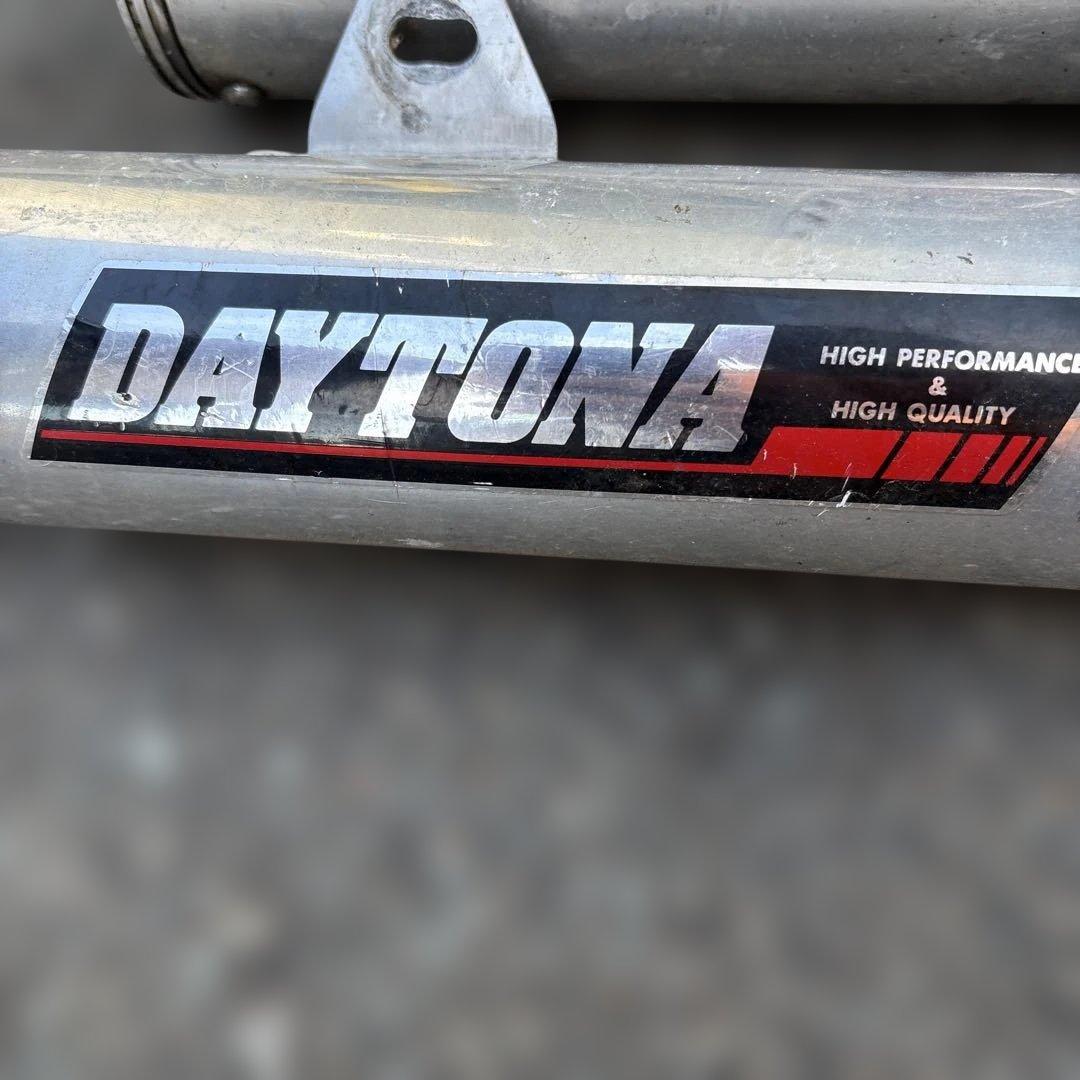 DAYTONA
HIGH PERFORMANCE
&
HIGH QUALITY